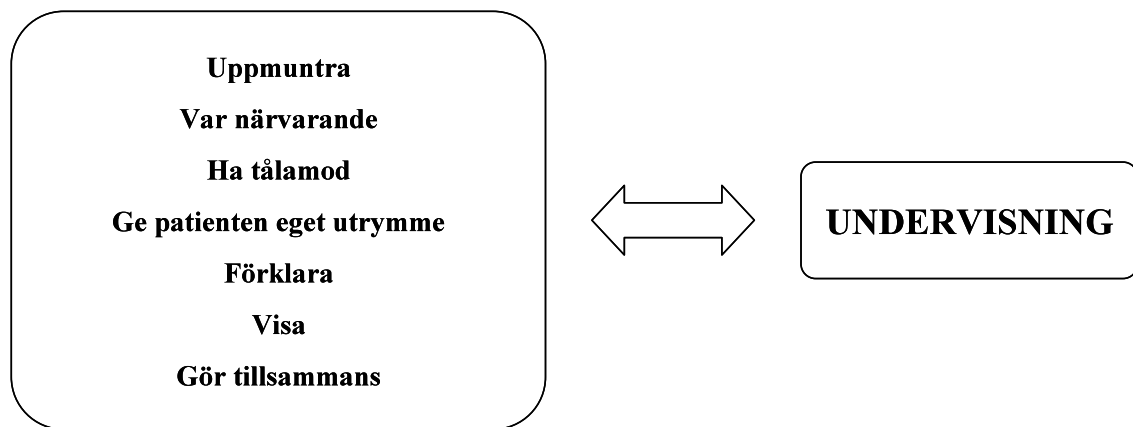 Uppmuntra
Var närvarande
Ha tålamod
Ge patienten eget utrymme
Förklara
Visa
Gör tillsammans
UNDERVISNING